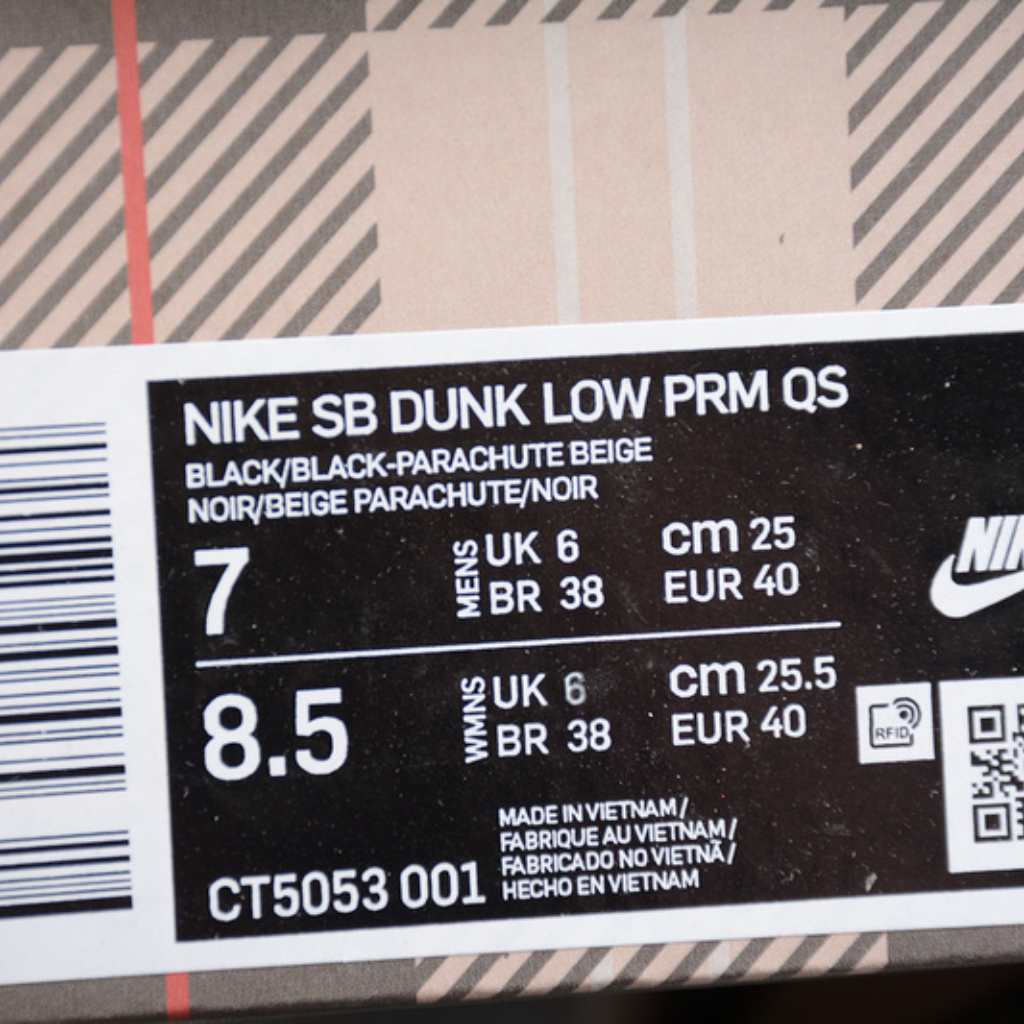 NIKE SB DUNK LOW PRM QS
BLACK/BLACK-PARACHUTE BEIGE
NOIR/BEIGE PARACHUTE/NOIR
7
MENS
UK 6
BR 38
cm 25
EUR 40
8.5
WMNS
UK 6
BR 38
cm 25.5
EUR 40
RFID
CT5053 001
MADE IN VIETNAM/
FABRIQUE AU VIETNAM/
FABRICADO NO VIETNÃ/
HECHO EN VIETNAM